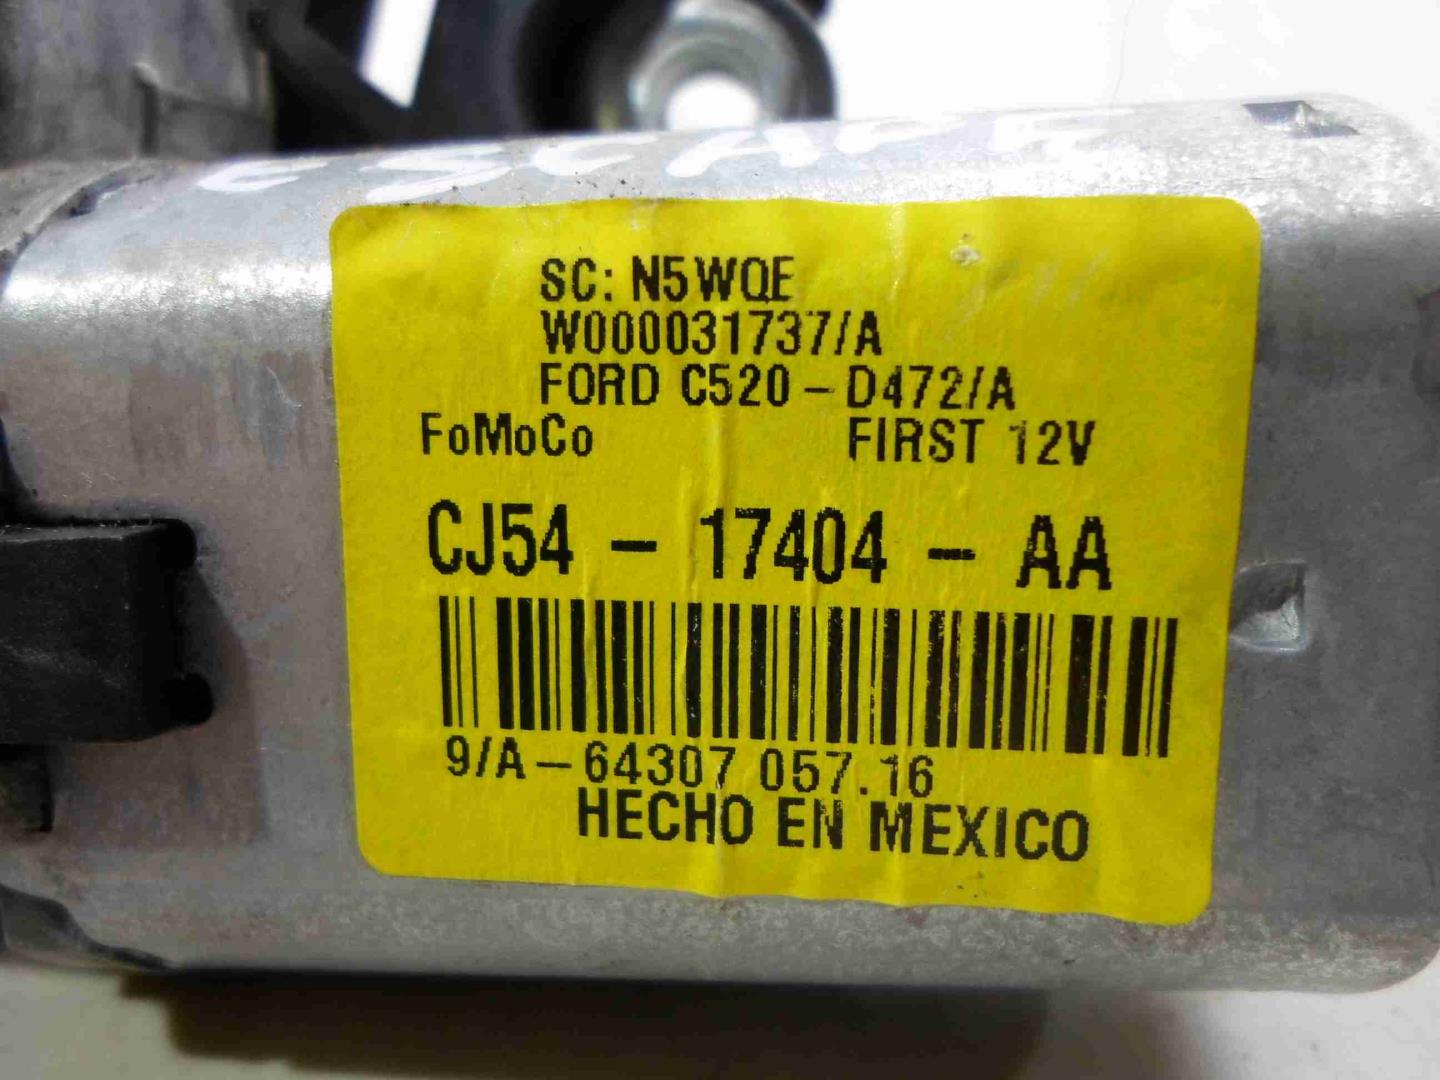 ESCAPE
SC: N5WQE
W000031737/A
FORD C520 - D472/A
FoMoCo FIRST 12V
CJ54 - 17404 - AA
9/A - 64307 057.16
HECHO EN MEXICO